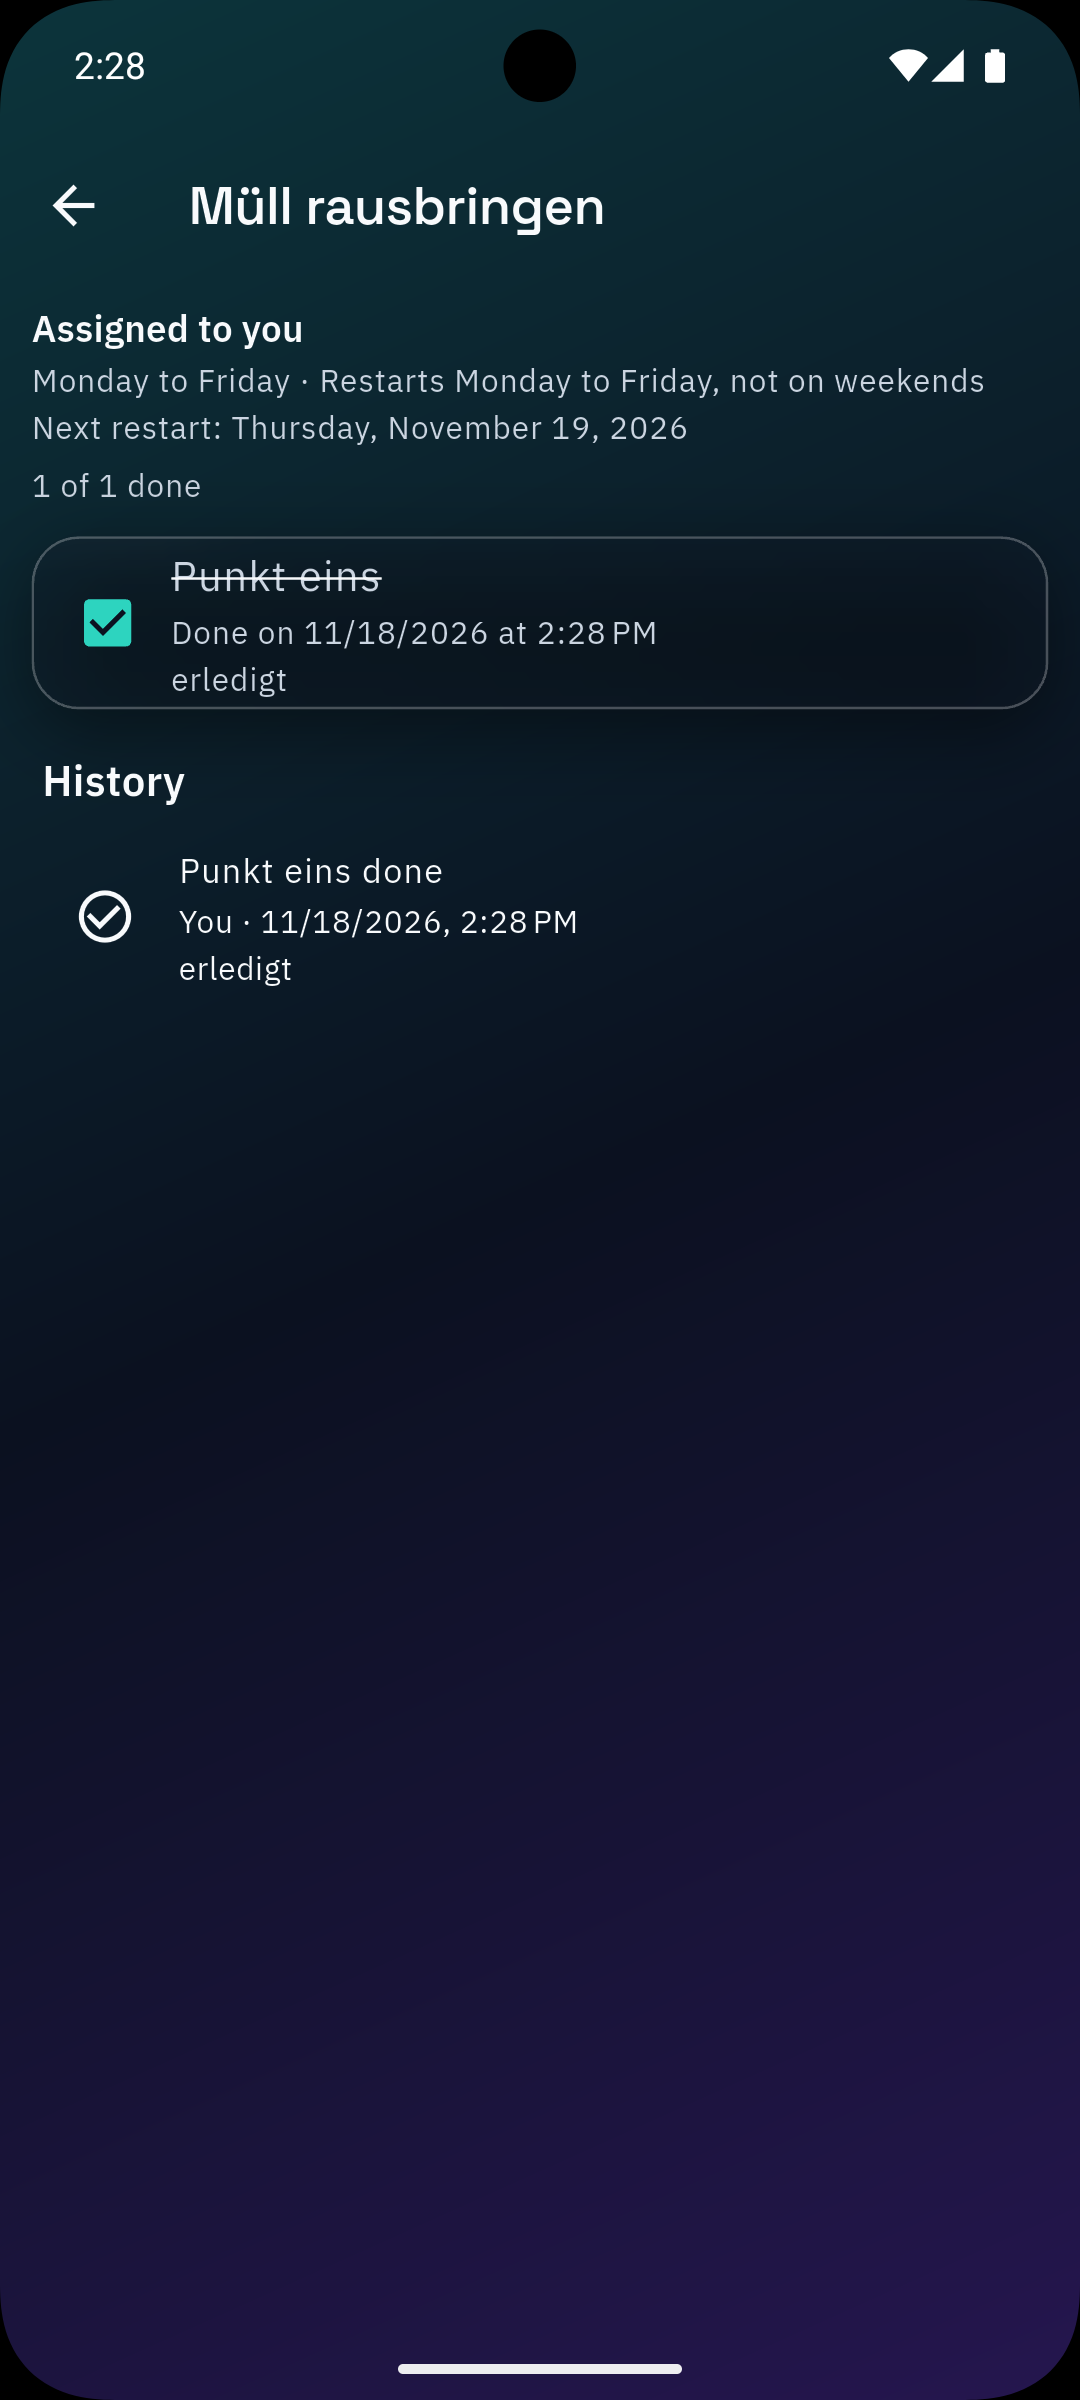 2:28
Müll rausbringen
Assigned to you
Monday to Friday · Restarts Monday to Friday, not on weekends
Next restart: Thursday, November 19, 2026
1 of 1 done
Punkt eins
Done on 11/18/2026 at 2:28 PM
erledigt
History
Punkt eins done
You · 11/18/2026, 2:28 PM
erledigt